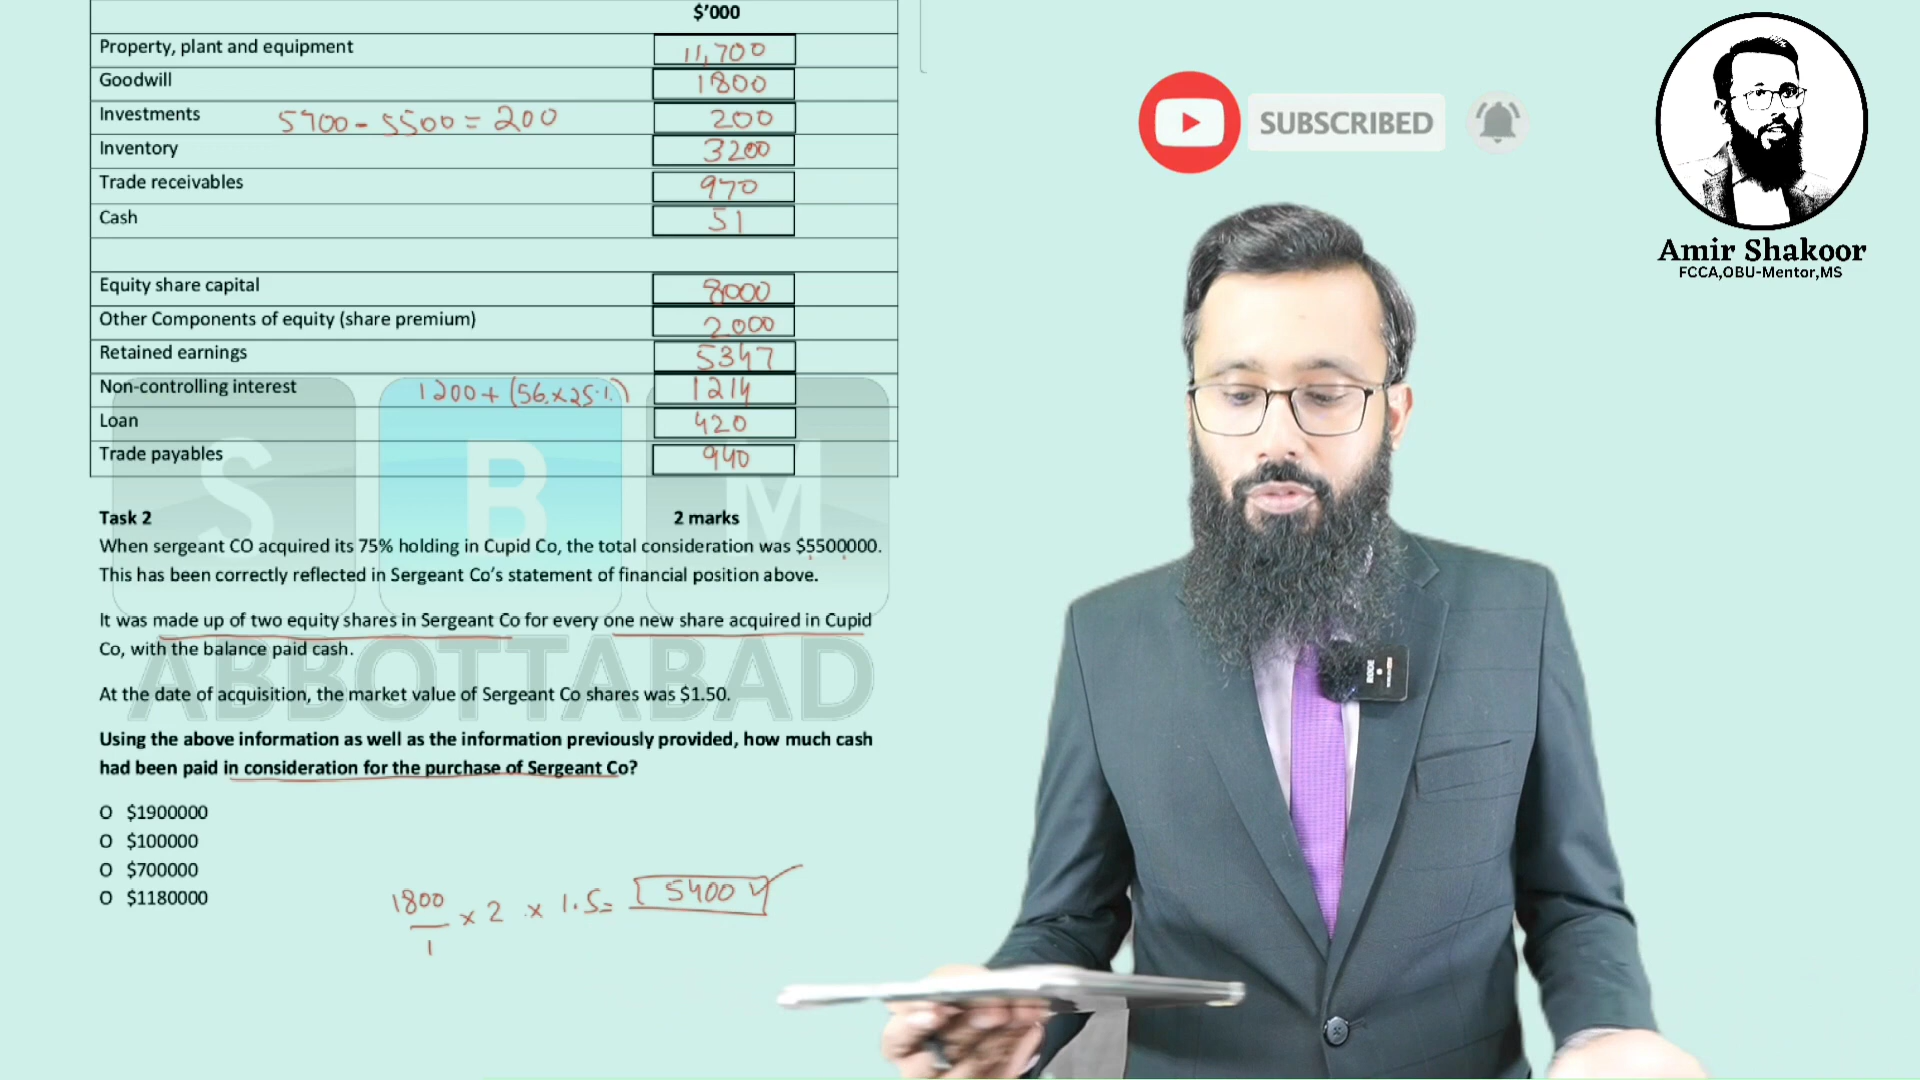 $'000
Property, plant and equipment 11,700
Goodwill 1800
Investments 5700 - 5500 = 200 200
Inventory 3200
Trade receivables 970
Cash 51
Equity share capital 8000
Other Components of equity (share premium) 2000
Retained earnings 5347
Non-controlling interest 1200 + (56 x 25%) 1214
Loan 420
Trade payables 940
Task 2 2 marks
When sergeant CO acquired its 75% holding in Cupid Co, the total consideration was $5500000.
This has been correctly reflected in Sergeant Co's statement of financial position above.
It was made up of two equity shares in Sergeant Co for every one new share acquired in Cupid
Co, with the balance paid cash.
At the date of acquisition, the market value of Sergeant Co shares was $1.50.
Using the above information as well as the information previously provided, how much cash
had been paid in consideration for the purchase of Sergeant Co?
O $1900000
O $100000
O $700000
O $1180000
1800/1 x 2 x 1.5 = 5400
S B M
ABBOTTABAD
SUBSCRIBED
Amir Shakoor
FCCA,OBU-Mentor,MS
RODE